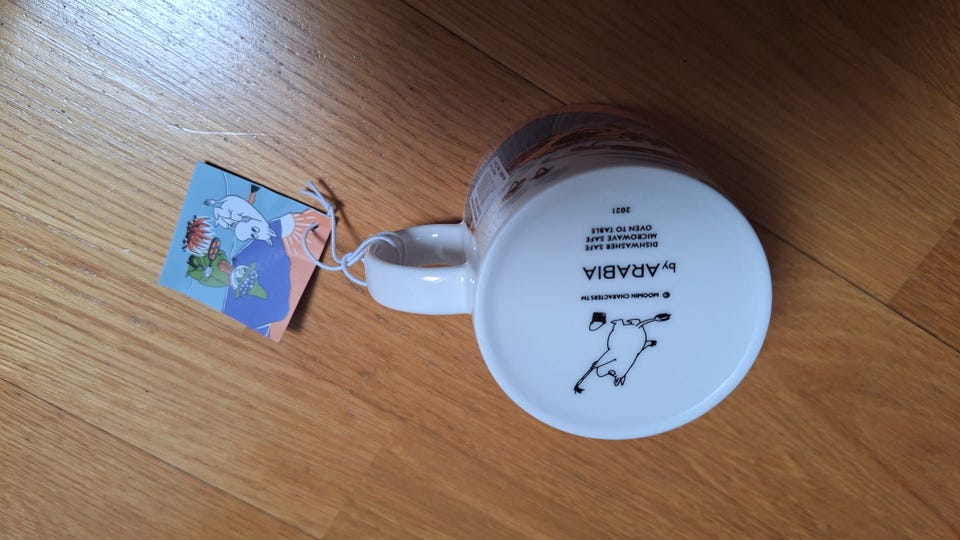 © MOOMIN CHARACTERS TM
by ARABIA
DISHWASHER SAFE
MICROWAVE SAFE
OVEN TO TABLE
2021